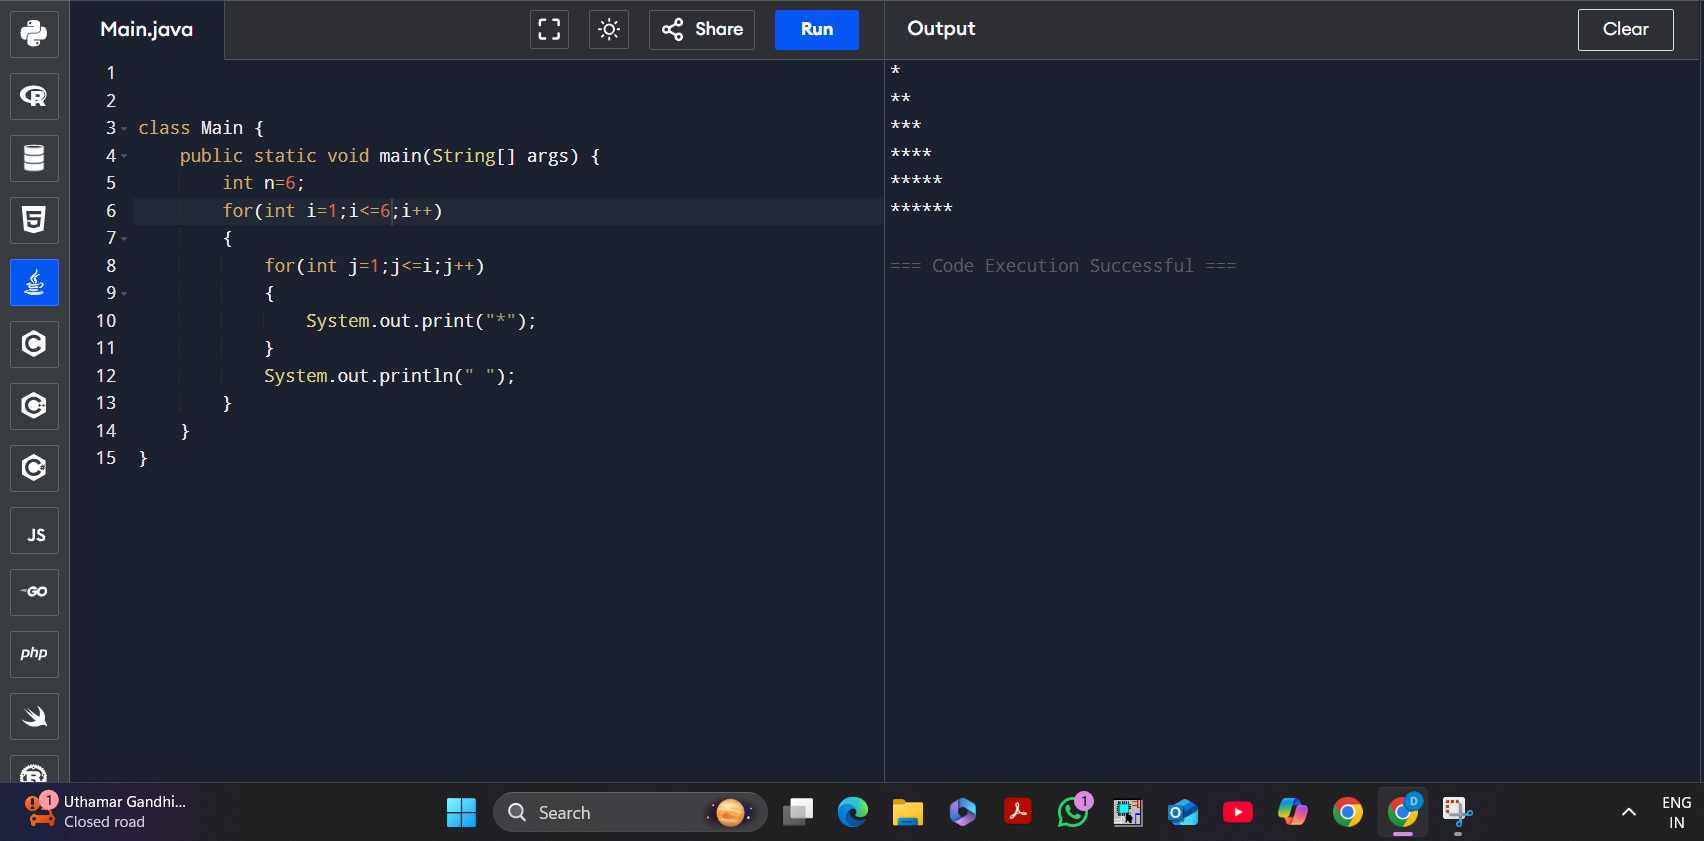 Main.java
Share
Run
Output
Clear
1
2
3 class Main {
4 public static void main(String[] args) {
5 int n=6;
6 for(int i=1;i<=6;i++)
7 {
8 for(int j=1;j<=i;j++)
9 {
10 System.out.print("*");
11 }
12 System.out.println(" ");
13 }
14 }
15 }
*
**
***
****
*****
******
=== Code Execution Successful ===
R
5
C
C+
C#
JS
GO
php
R
1
Uthamar Gandhi...
Closed road
Search
1
O
D
ENG
IN